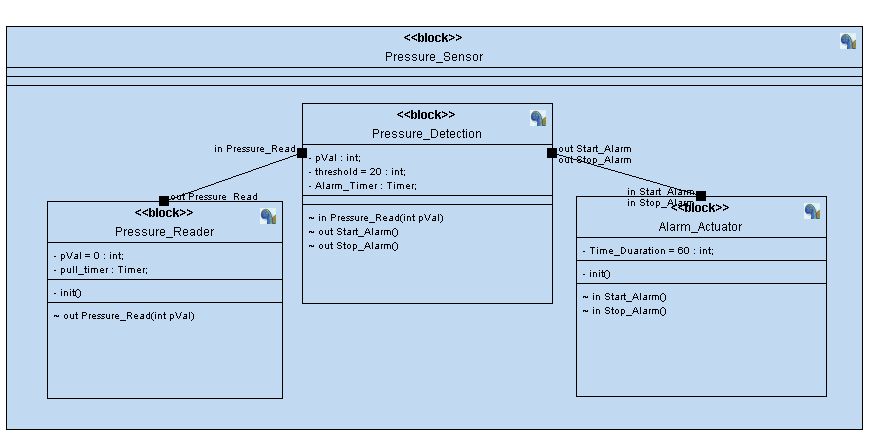 <<block>>
Pressure_Sensor
<<block>>
Pressure_Detection
in Pressure_Read
- pVal : int;
- threshold = 20 : int;
- Alarm_Timer : Timer;
~ in Pressure_Read(int pVal)
~ out Start_Alarm()
~ out Stop_Alarm()
out Start_Alarm
out Stop_Alarm
out Pressure_Read
<<block>>
Pressure_Reader
- pVal = 0 : int;
- pull_timer : Timer;
- init()
~ out Pressure_Read(int pVal)
in Start_Alarm
in Stop_Alarm
<<block>>
Alarm_Actuator
- Time_Duaration = 60 : int;
- init()
~ in Start_Alarm()
~ in Stop_Alarm()